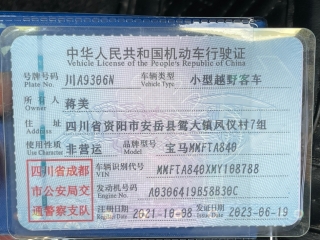 中华人民共和国机动车行驶证
Vehicle License of the People's Republic of China
号牌号码 川A9306N 车辆类型 小型越野客车
Plate No. Vehicle Type
所有人 蒋美
Owner
住址 四川省资阳市安岳县驾大镇凤仪村7组
Address
使用性质 非营运 品牌型号 宝马MMFTA840
Use Character
四川省成都 车辆识别代号 MMFTA840XMY108788
VIN
市公安局交 发动机号码 A0306419B58B30C
Engine No.
通警察支队 注册日期 2021-10-08 发证日期 2023-06-19